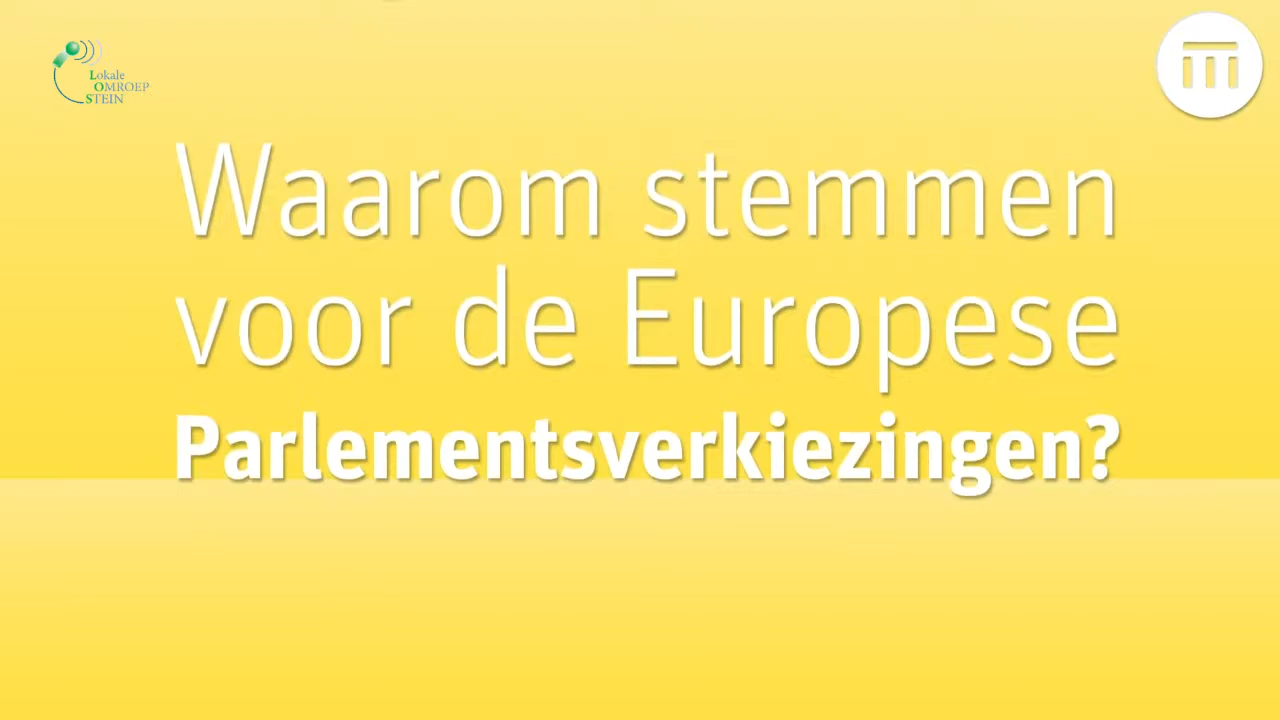 Lokale
OMROEP
STEIN
Waarom stemmen
voor de Europese
Parlementsverkiezingen?